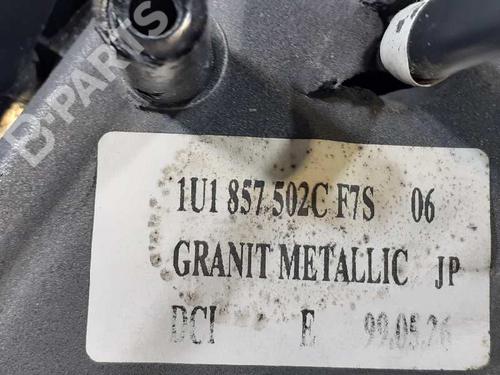 D-PARTS
1U1 857 502C F7S 06
GRANIT METALLIC JP
DCI E 99.05.26